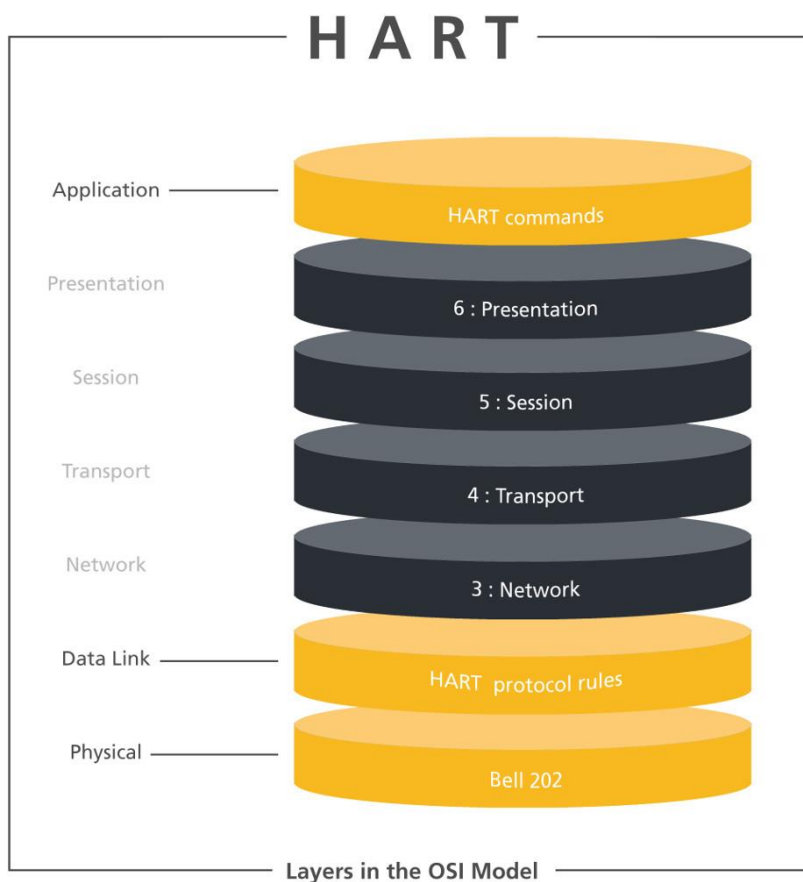 HART
Application
HART commands
Presentation
6 : Presentation
Session
5 : Session
Transport
4 : Transport
Network
3 : Network
Data Link
HART protocol rules
Physical
Bell 202
Layers in the OSI Model